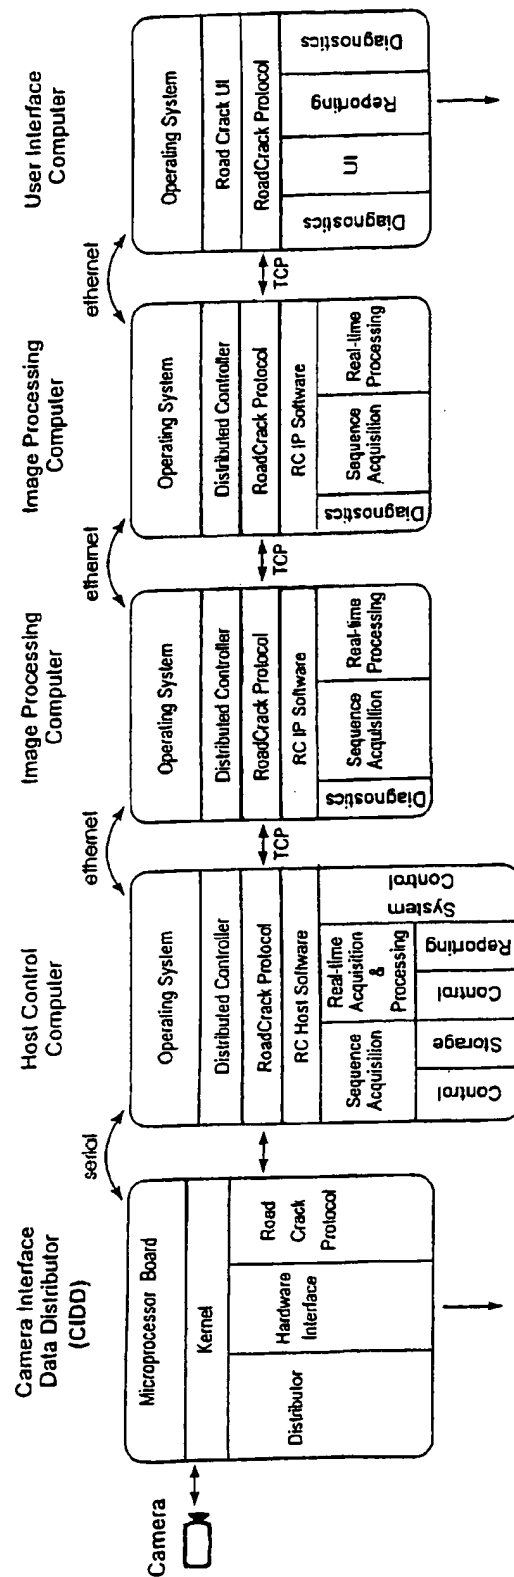 Camera
Camera Interface
Data Distributor
(CIDD)
Microprocessor Board
Kernel
Distributor
Hardware
Interface
Road
Crack
Protocol
serial
Host Control
Computer
Operating System
Distributed Controller
RoadCrack Protocol
RC Host Software
Sequence
Acquisition
Real-time
Acquisition
&
Processing
System
Control
Control
Storage
Control
Reporting
ethernet
TCP
Image Processing
Computer
Operating System
Distributed Controller
RoadCrack Protocol
RC IP Software
Diagnostics
Sequence
Acquisition
Real-time
Processing
ethernet
TCP
Image Processing
Computer
Operating System
Distributed Controller
RoadCrack Protocol
RC IP Software
Diagnostics
Sequence
Acquisition
Real-time
Processing
ethernet
TCP
User Interface
Computer
Operating System
Road Crack UI
RoadCrack Protocol
Diagnostics
UI
Reporting
Diagnostics